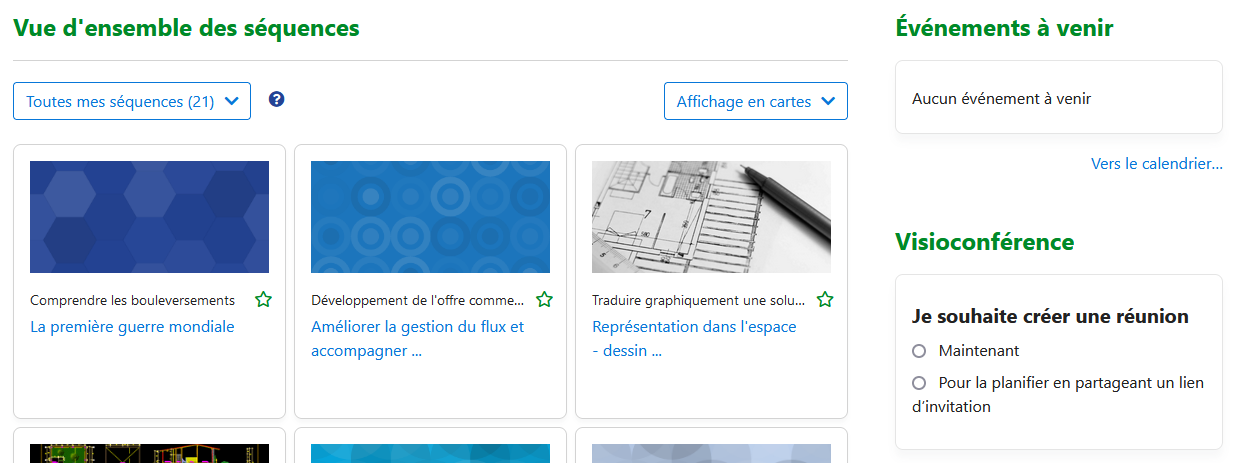 Vue d'ensemble des séquences
Toutes mes séquences (21)
?
Affichage en cartes
Comprendre les bouleversements
La première guerre mondiale
Développement de l'offre comme...
Améliorer la gestion du flux et
accompagner ...
Traduire graphiquement une solu...
Représentation dans l'espace
- dessin ...
Événements à venir
Aucun événement à venir
Vers le calendrier...
Visioconférence
Je souhaite créer une réunion
Maintenant
Pour la planifier en partageant un lien
d’invitation